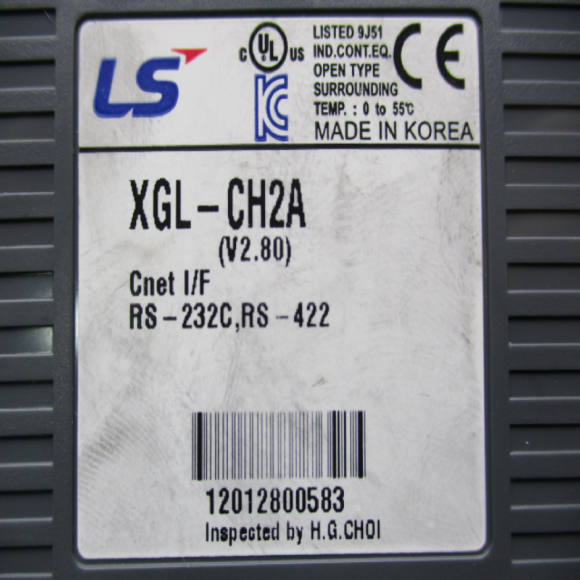 LS
c UL us
LISTED 9J51
IND.CONT.EQ.
OPEN TYPE
SURROUNDING
TEMP. : 0 to 55℃
CE
KC
MADE IN KOREA
XGL-CH2A
(V2.80)
Cnet I/F
RS-232C,RS-422
12012800583
Inspected by H.G.CHOI